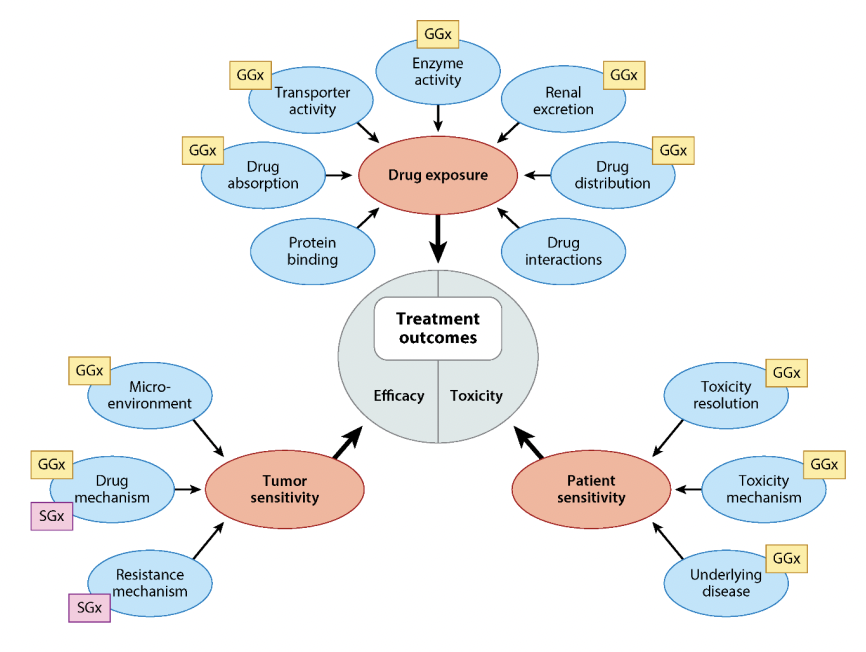 GGx
Enzyme
activity
GGx
Transporter
activity
GGx
Renal
excretion
GGx
Drug
absorption
Drug exposure
GGx
Drug
distribution
Protein
binding
Drug
interactions
Treatment
outcomes
Efficacy
Toxicity
GGx
Micro-
environment
GGx
Drug
mechanism
SGx
Resistance
mechanism
SGx
Tumor
sensitivity
Patient
sensitivity
GGx
Toxicity
resolution
GGx
Toxicity
mechanism
GGx
Underlying
disease